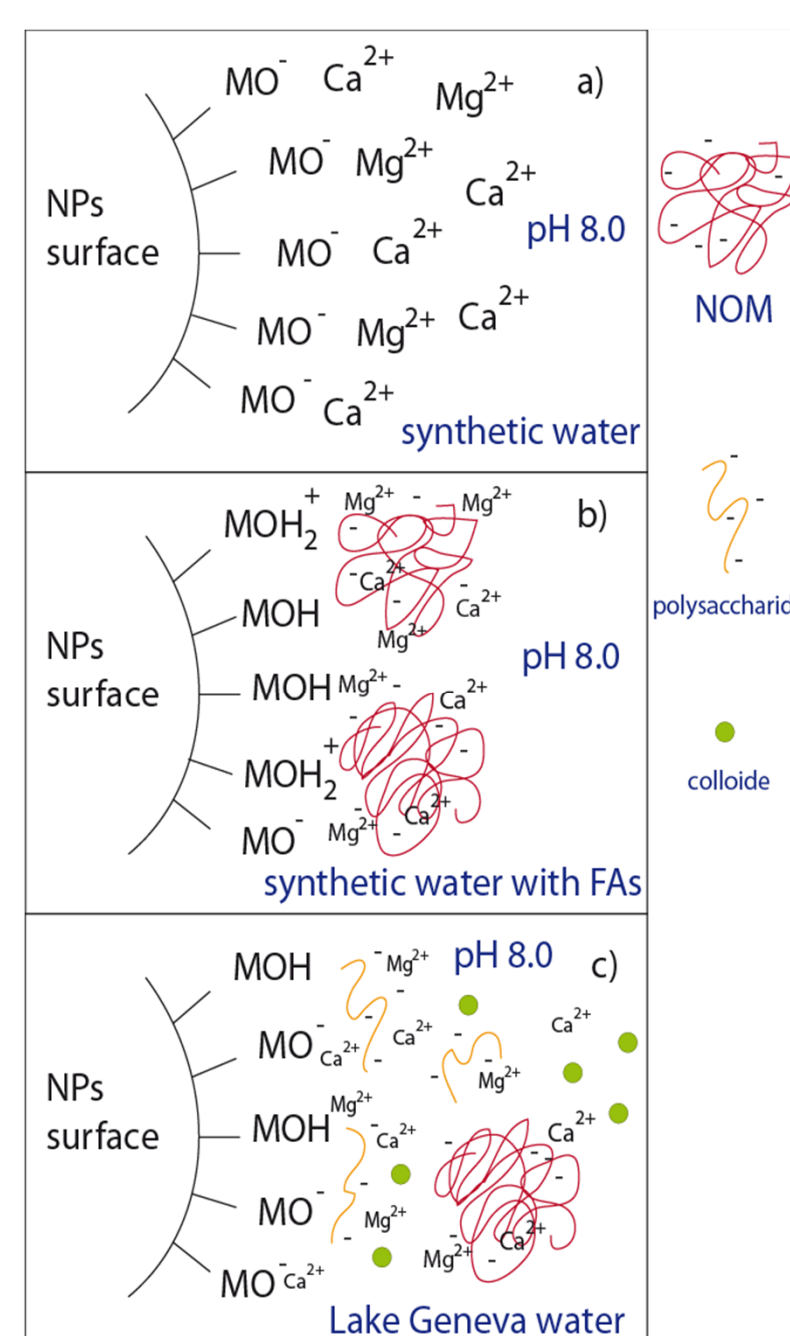 a)
MO⁻ Ca²⁺ Mg²⁺
MO⁻ Mg²⁺ Ca²⁺
NPs
surface
MO⁻ Ca²⁺
pH 8.0
MO⁻ Mg²⁺ Ca²⁺
MO⁻ Ca²⁺
synthetic water
b)
MOH₂⁺ Mg²⁺ - Mg²⁺
-
- Ca²⁺ -
MOH - Ca²⁺
Mg²⁺
NPs
surface
pH 8.0
MOH Mg²⁺ - Ca²⁺
- -
-
MOH₂⁺
- Ca²⁺
MO⁻ Mg²⁺ -
synthetic water with FAs
c)
pH 8.0
MOH - Mg²⁺
-
- Ca²⁺
MO⁻ Ca²⁺ -
Ca²⁺
-
- - Mg²⁺
NPs
surface
MOH Mg²⁺
- Ca²⁺
- Ca²⁺
- -
-
MO⁻ - Mg²⁺
-
- Ca²⁺
MO⁻ Ca²⁺
Mg²⁺ -
Lake Geneva water
-
- -
-
- -
NOM
-
-
-
-
polysaccharid
colloide